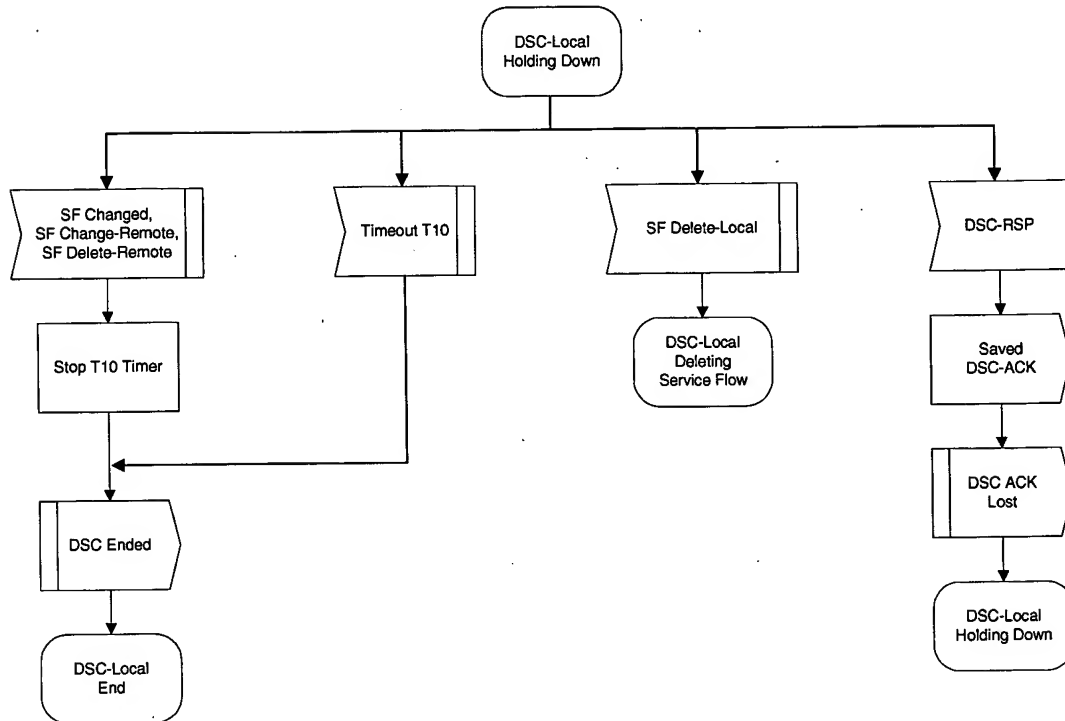 DSC-Local
Holding Down
SF Changed,
SF Change-Remote,
SF Delete-Remote
Timeout T10
SF Delete-Local
DSC-RSP
Stop T10 Timer
DSC-Local
Deleting
Service Flow
Saved
DSC-ACK
DSC Ended
DSC ACK
Lost
DSC-Local
End
DSC-Local
Holding Down